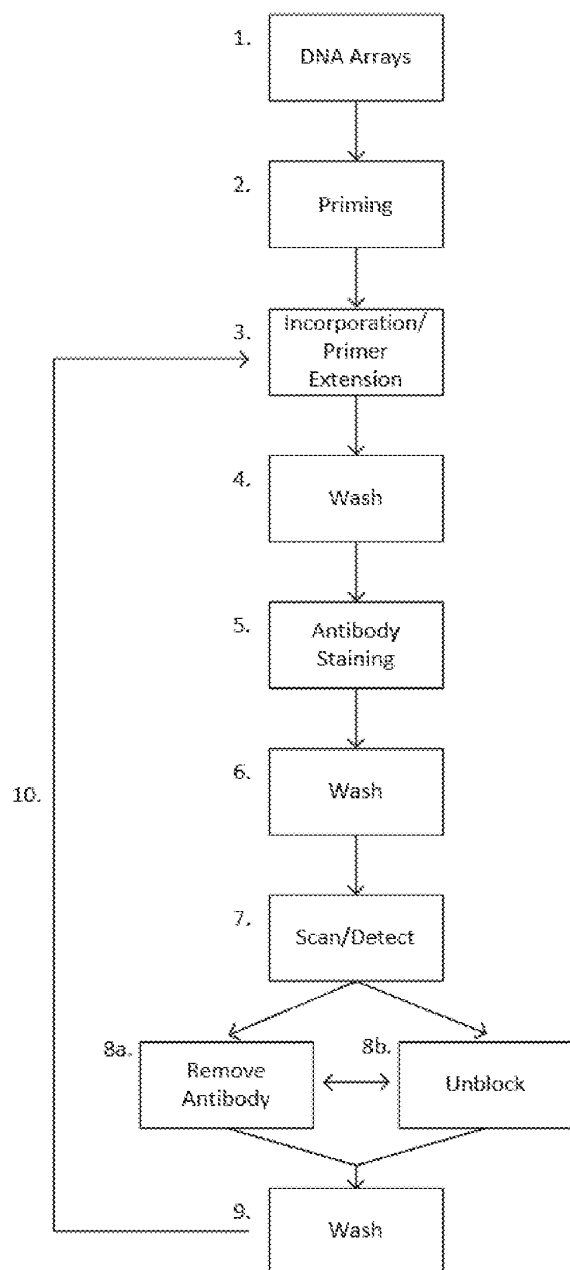 1.
DNA Arrays
2.
Priming
3.
Incorporation/
Primer
Extension
4.
Wash
5.
Antibody
Staining
6.
Wash
10.
7.
Scan/Detect
8a.
Remove
Antibody
8b.
Unblock
9.
Wash